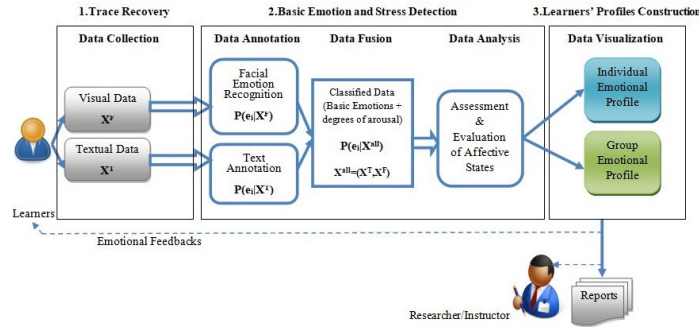 1.Trace Recovery
2.Basic Emotion and Stress Detection
3.Learners' Profiles Construction
Data Collection
Data Annotation
Data Fusion
Data Analysis
Data Visualization
Visual Data
Xᶠ
Textual Data
Xᵀ
Facial
Emotion
Recognition
P(eᵢ|Xᶠ)
Text
Annotation
P(eᵢ|Xᵀ)
Classified Data
(Basic Emotions +
degrees of arousal)
P(eᵢ|Xᵃˡˡ)
Xᵃˡˡ=(Xᵀ,Xᶠ)
Assessment
&
Evaluation
of Affective
States
Individual
Emotional
Profile
Group
Emotional
Profile
Learners
Emotional Feedbacks
Researcher/Instructor
Reports